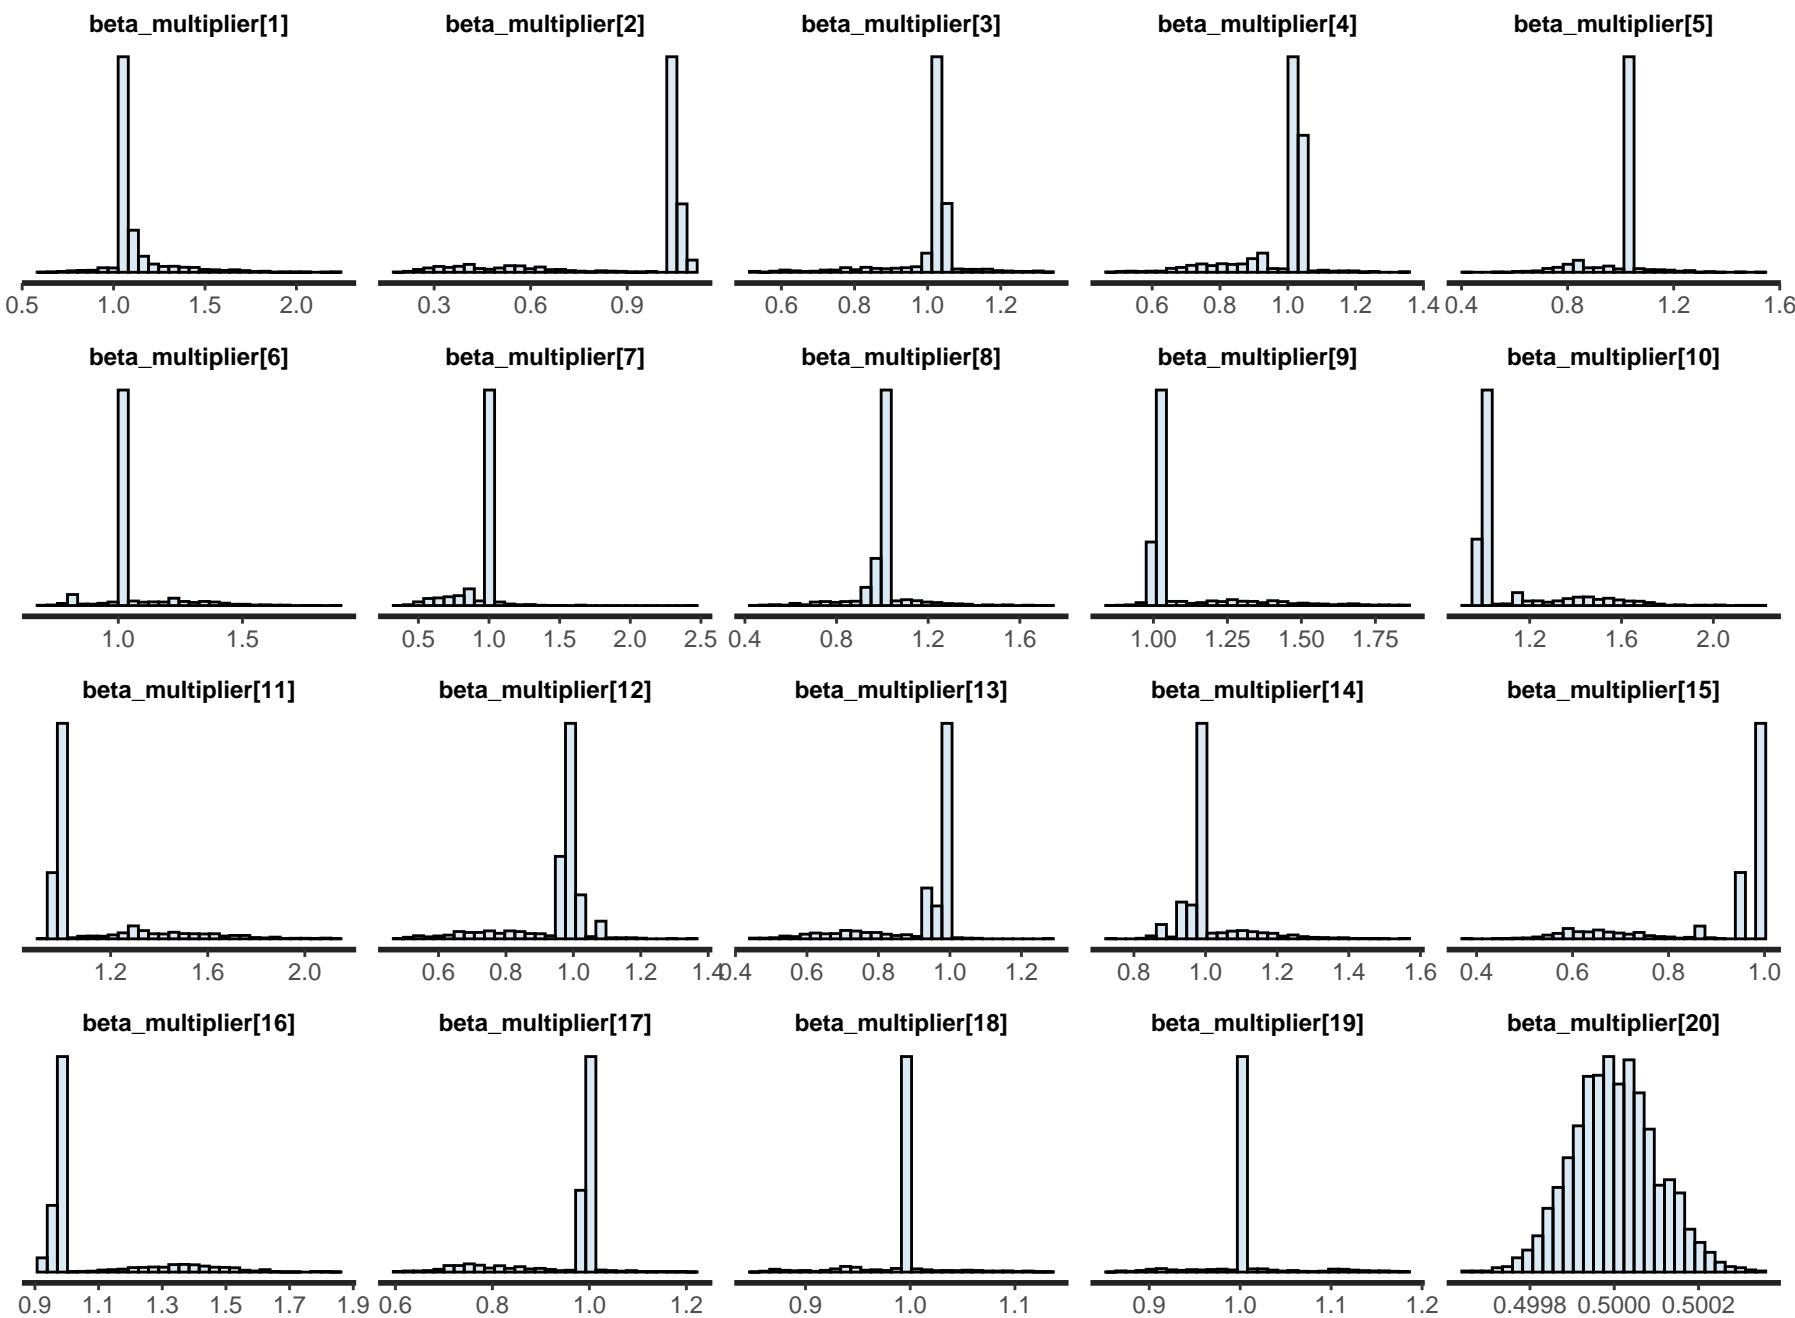 beta_multiplier[1] beta_multiplier[2] beta_multiplier[3] beta_multiplier[4] beta_multiplier[5]
0.5 1.0 1.5 2.0 0.3 0.6 0.9 0.6 0.8 1.0 1.2 0.6 0.8 1.0 1.2 1.4 0.4 0.8 1.2 1.6
beta_multiplier[6] beta_multiplier[7] beta_multiplier[8] beta_multiplier[9] beta_multiplier[10]
1.0 1.5 0.5 1.0 1.5 2.0 2.5 0.4 0.8 1.2 1.6 1.00 1.25 1.50 1.75 1.2 1.6 2.0
beta_multiplier[11] beta_multiplier[12] beta_multiplier[13] beta_multiplier[14] beta_multiplier[15]
1.2 1.6 2.0 0.6 0.8 1.0 1.2 1.4 0.4 0.6 0.8 1.0 1.2 0.8 1.0 1.2 1.4 1.6 0.4 0.6 0.8 1.0
beta_multiplier[16] beta_multiplier[17] beta_multiplier[18] beta_multiplier[19] beta_multiplier[20]
0.9 1.1 1.3 1.5 1.7 1.9 0.6 0.8 1.0 1.2 0.9 1.0 1.1 0.9 1.0 1.1 1.2 0.4998 0.5000 0.5002